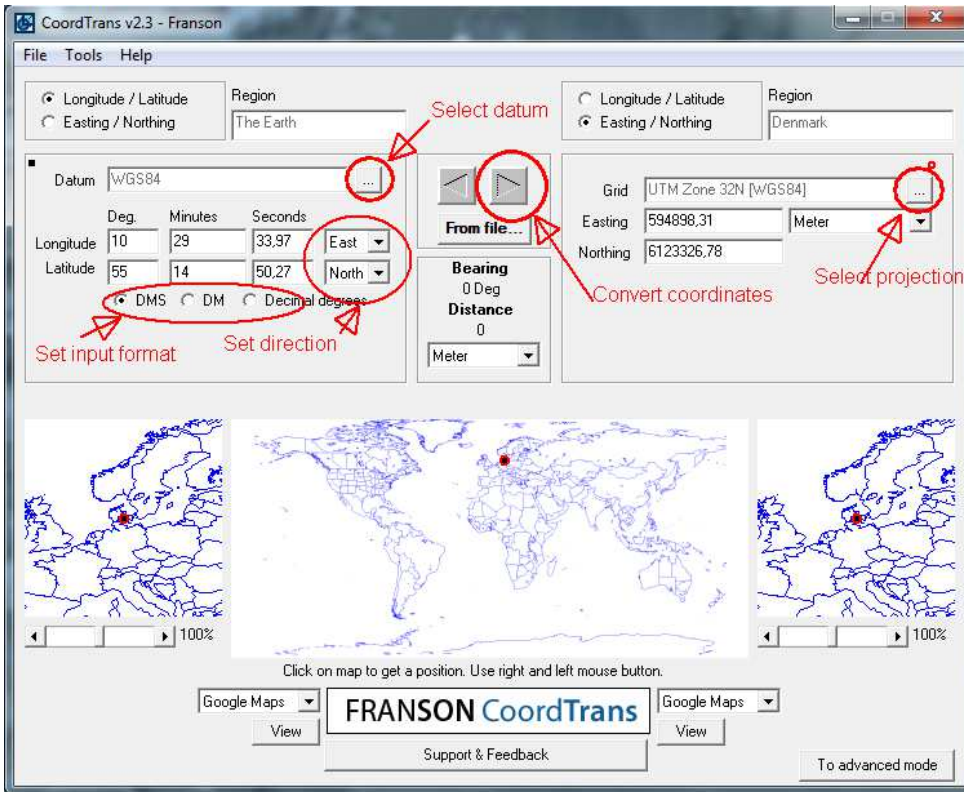 CoordTrans v2.3 - Franson
File Tools Help
Longitude / Latitude
Easting / Northing
Region
The Earth
Select datum
Longitude / Latitude
Easting / Northing
Region
Denmark
Datum WGS84 ...
Deg. Minutes Seconds
Longitude 10 29 33,97 East
Latitude 55 14 50,27 North
DMS DM Decimal degrees
Set input format
Set direction
From file...
Bearing
0 Deg
Distance
0
Meter
Convert coordinates
Grid UTM Zone 32N [WGS84] ...
Easting 594898,31 Meter
Northing 6123326,78
Select projection
100%
100%
Click on map to get a position. Use right and left mouse button.
Google Maps
View
FRANSON CoordTrans
Support & Feedback
Google Maps
View
To advanced mode